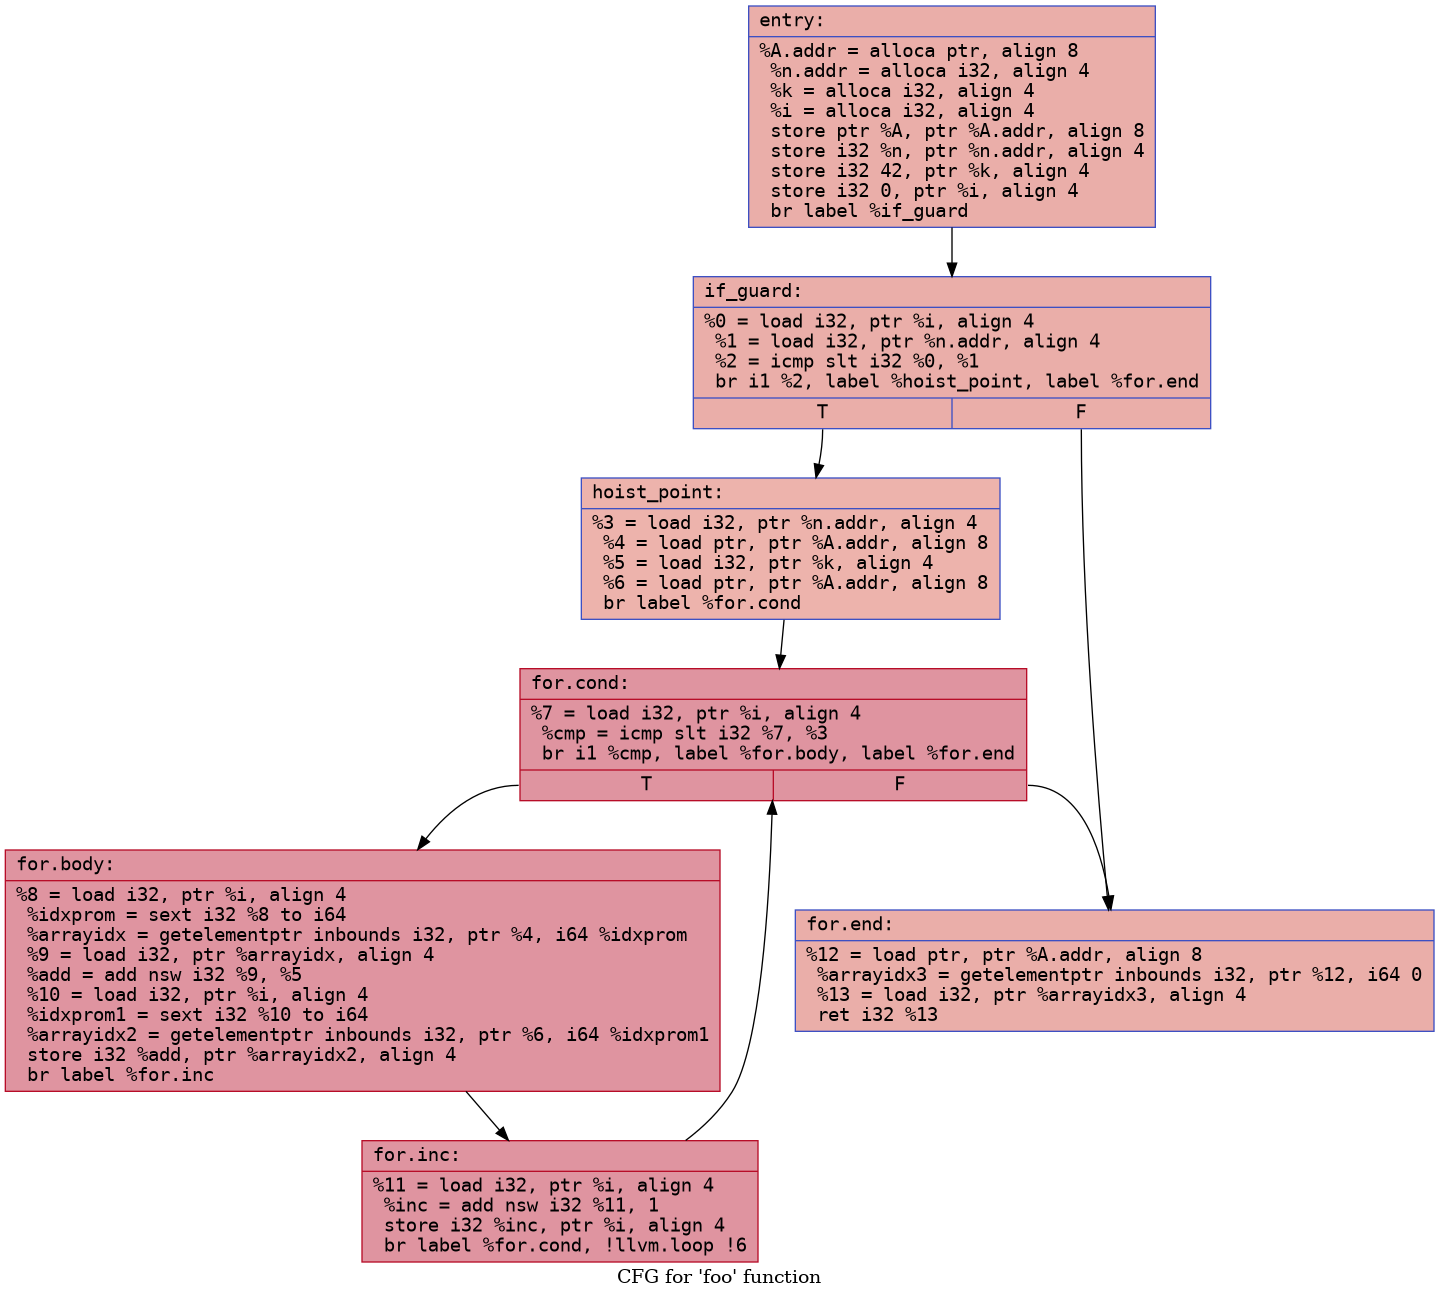 entry:
%A.addr = alloca ptr, align 8
%n.addr = alloca i32, align 4
%k = alloca i32, align 4
%i = alloca i32, align 4
store ptr %A, ptr %A.addr, align 8
store i32 %n, ptr %n.addr, align 4
store i32 42, ptr %k, align 4
store i32 0, ptr %i, align 4
br label %if_guard
if_guard:
%0 = load i32, ptr %i, align 4
%1 = load i32, ptr %n.addr, align 4
%2 = icmp slt i32 %0, %1
br i1 %2, label %hoist_point, label %for.end
T F
hoist_point:
%3 = load i32, ptr %n.addr, align 4
%4 = load ptr, ptr %A.addr, align 8
%5 = load i32, ptr %k, align 4
%6 = load ptr, ptr %A.addr, align 8
br label %for.cond
for.cond:
%7 = load i32, ptr %i, align 4
%cmp = icmp slt i32 %7, %3
br i1 %cmp, label %for.body, label %for.end
T F
for.body:
%8 = load i32, ptr %i, align 4
%idxprom = sext i32 %8 to i64
%arrayidx = getelementptr inbounds i32, ptr %4, i64 %idxprom
%9 = load i32, ptr %arrayidx, align 4
%add = add nsw i32 %9, %5
%10 = load i32, ptr %i, align 4
%idxprom1 = sext i32 %10 to i64
%arrayidx2 = getelementptr inbounds i32, ptr %6, i64 %idxprom1
store i32 %add, ptr %arrayidx2, align 4
br label %for.inc
for.end:
%12 = load ptr, ptr %A.addr, align 8
%arrayidx3 = getelementptr inbounds i32, ptr %12, i64 0
%13 = load i32, ptr %arrayidx3, align 4
ret i32 %13
for.inc:
%11 = load i32, ptr %i, align 4
%inc = add nsw i32 %11, 1
store i32 %inc, ptr %i, align 4
br label %for.cond, !llvm.loop !6
CFG for 'foo' function